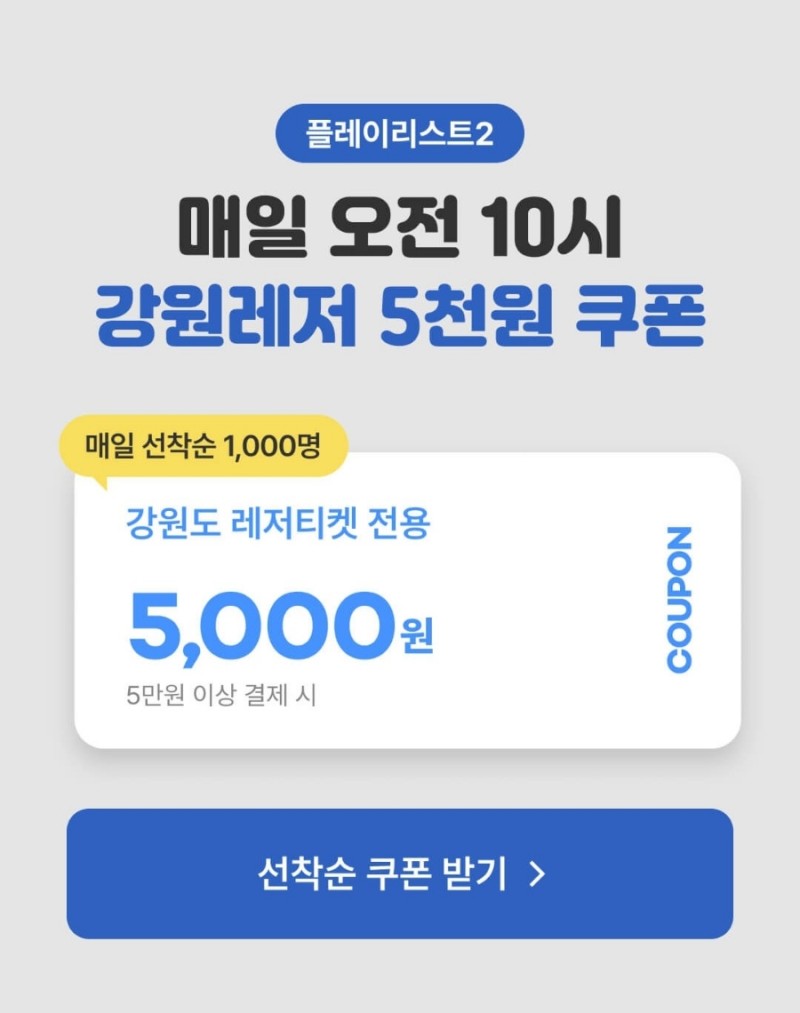 플레이리스트2
매일 오전 10시
강원레저 5천원 쿠폰
매일 선착순 1,000명
강원도 레저티켓 전용
5,000원
5만원 이상 결제 시
COUPON
선착순 쿠폰 받기 >